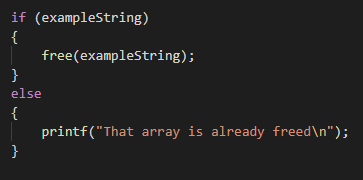 if (exampleString)
{
    free(exampleString);
}
else
{
    printf("That array is already freed\n");
}